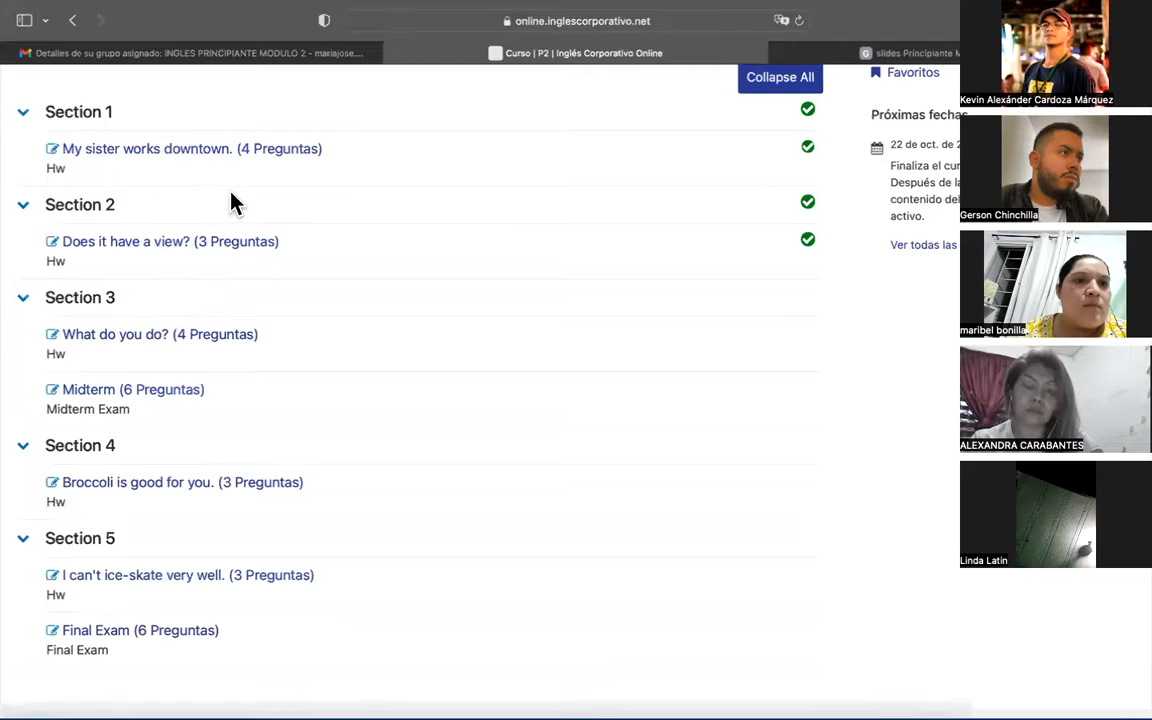 online.inglescorporativo.net
Detalles de su grupo asignado: INGLES PRINCIPIANTE MODULO 2 - mariajose....
Curso | P2 | Inglés Corporativo Online
slides Principiante M
Collapse All
Favoritos
Section 1
My sister works downtown. (4 Preguntas)
Hw
Section 2
Does it have a view? (3 Preguntas)
Hw
Section 3
What do you do? (4 Preguntas)
Hw
Midterm (6 Preguntas)
Midterm Exam
Section 4
Broccoli is good for you. (3 Preguntas)
Hw
Section 5
I can't ice-skate very well. (3 Preguntas)
Hw
Final Exam (6 Preguntas)
Final Exam
Próximas fechas
22 de oct. de 2
Finaliza el cur
Después de la
contenido del
activo.
Ver todas las
Kevin Alexánder Cardoza Márquez
Gerson Chinchilla
maribel bonilla
ALEXANDRA CARABANTES
Linda Latin